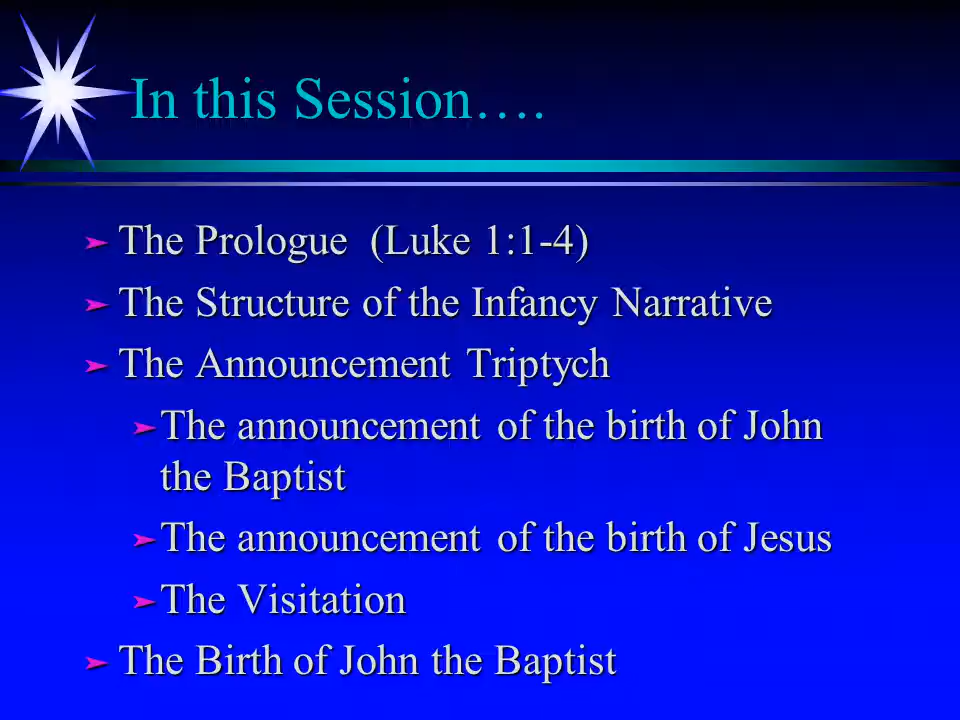 In this Session….
The Prologue  (Luke 1:1-4)
The Structure of the Infancy Narrative
The Announcement Triptych
The announcement of the birth of John
the Baptist
The announcement of the birth of Jesus
The Visitation
The Birth of John the Baptist